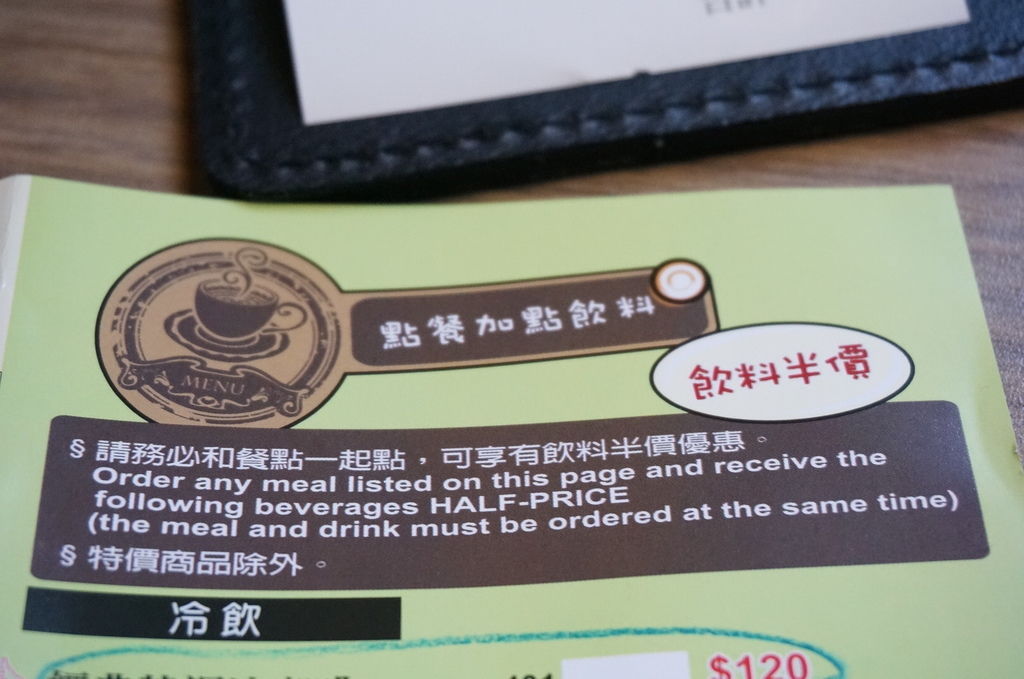 點餐加點飲料
MENU
飲料半價
§ 請務必和餐點一起點，可享有飲料半價優惠。
Order any meal listed on this page and receive the
following beverages HALF-PRICE
(the meal and drink must be ordered at the same time)
§ 特價商品除外。
冷飲
$120